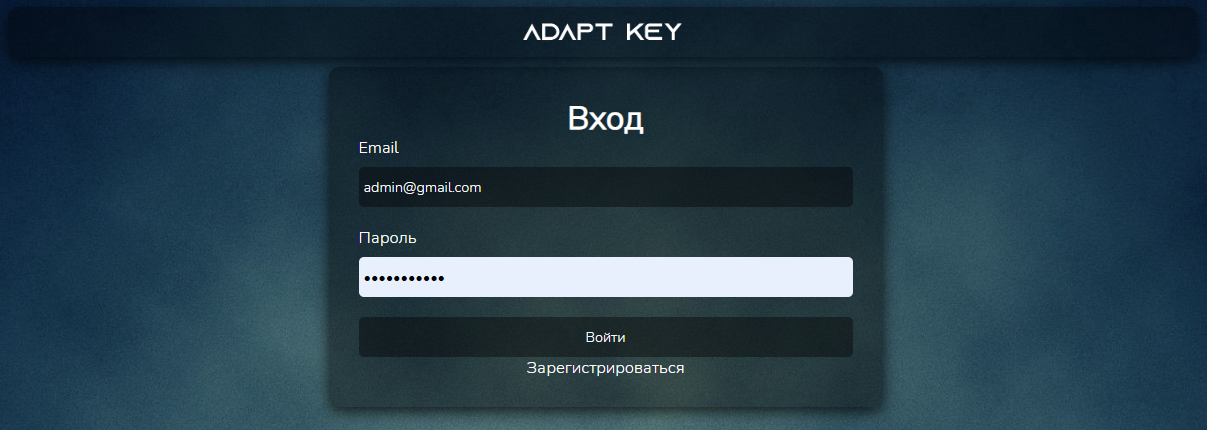 ADAPT KEY
Вход
Email
admin@gmail.com
Пароль
•••••••••••
Войти
Зарегистрироваться